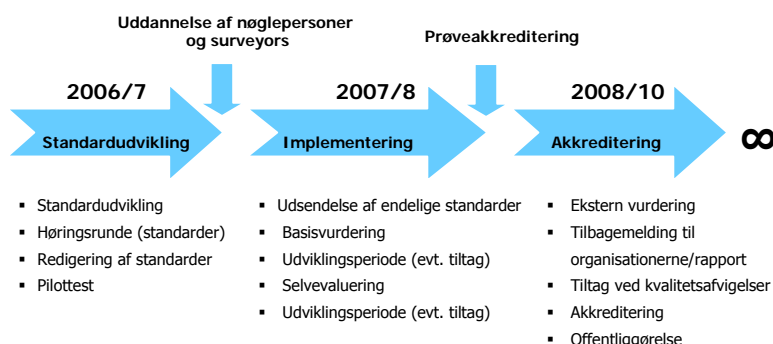 Uddannelse af nøglepersoner
og surveyors
Prøveakkreditering
2006/7
2007/8
2008/10
Standardudvikling
Implementering
Akkreditering
∞
▪ Standardudvikling
▪ Høringsrunde (standarder)
▪ Redigering af standarder
▪ Pilottest
▪ Udsendelse af endelige standarder
▪ Basisvurdering
▪ Udviklingsperiode (evt. tiltag)
▪ Selvevaluering
▪ Udviklingsperiode (evt. tiltag)
▪ Ekstern vurdering
▪ Tilbagemelding til
organisationerne/rapport
▪ Tiltag ved kvalitetsafvigelser
▪ Akkreditering
▪ Offentliggørelse